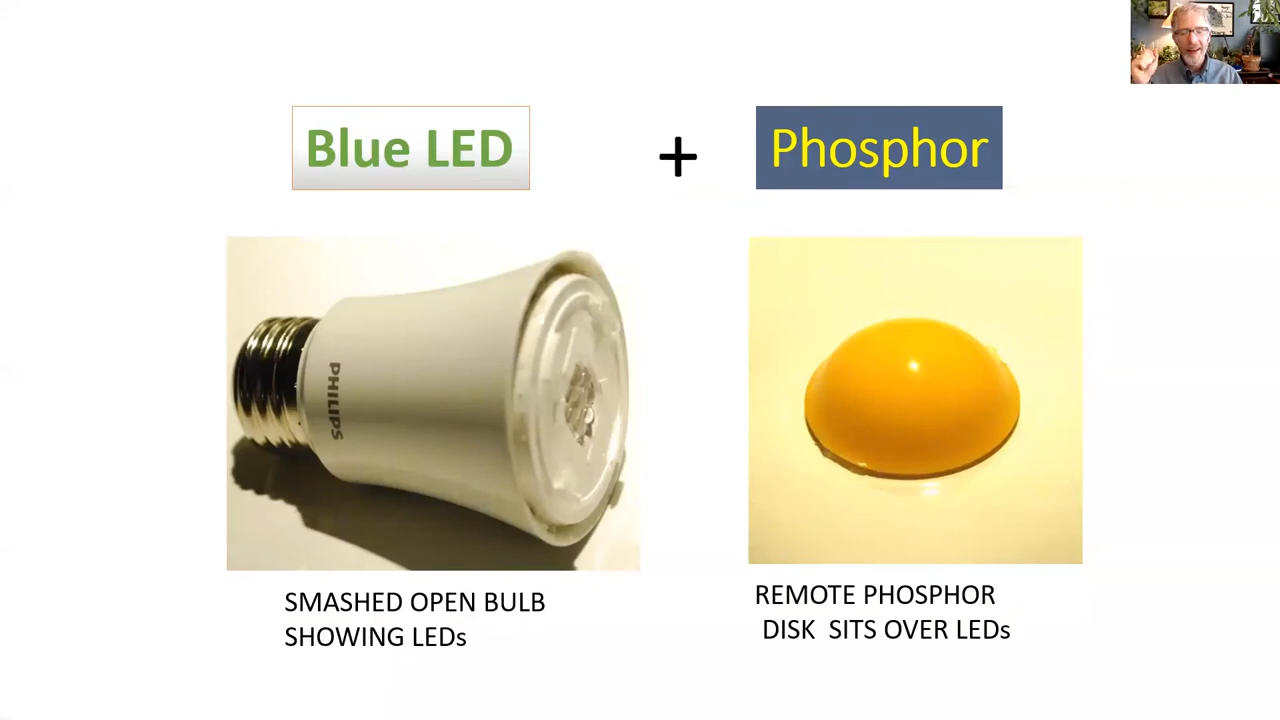 Blue LED
+
Phosphor
PHILIPS
SMASHED OPEN BULB
SHOWING LEDs
REMOTE PHOSPHOR
DISK SITS OVER LEDs